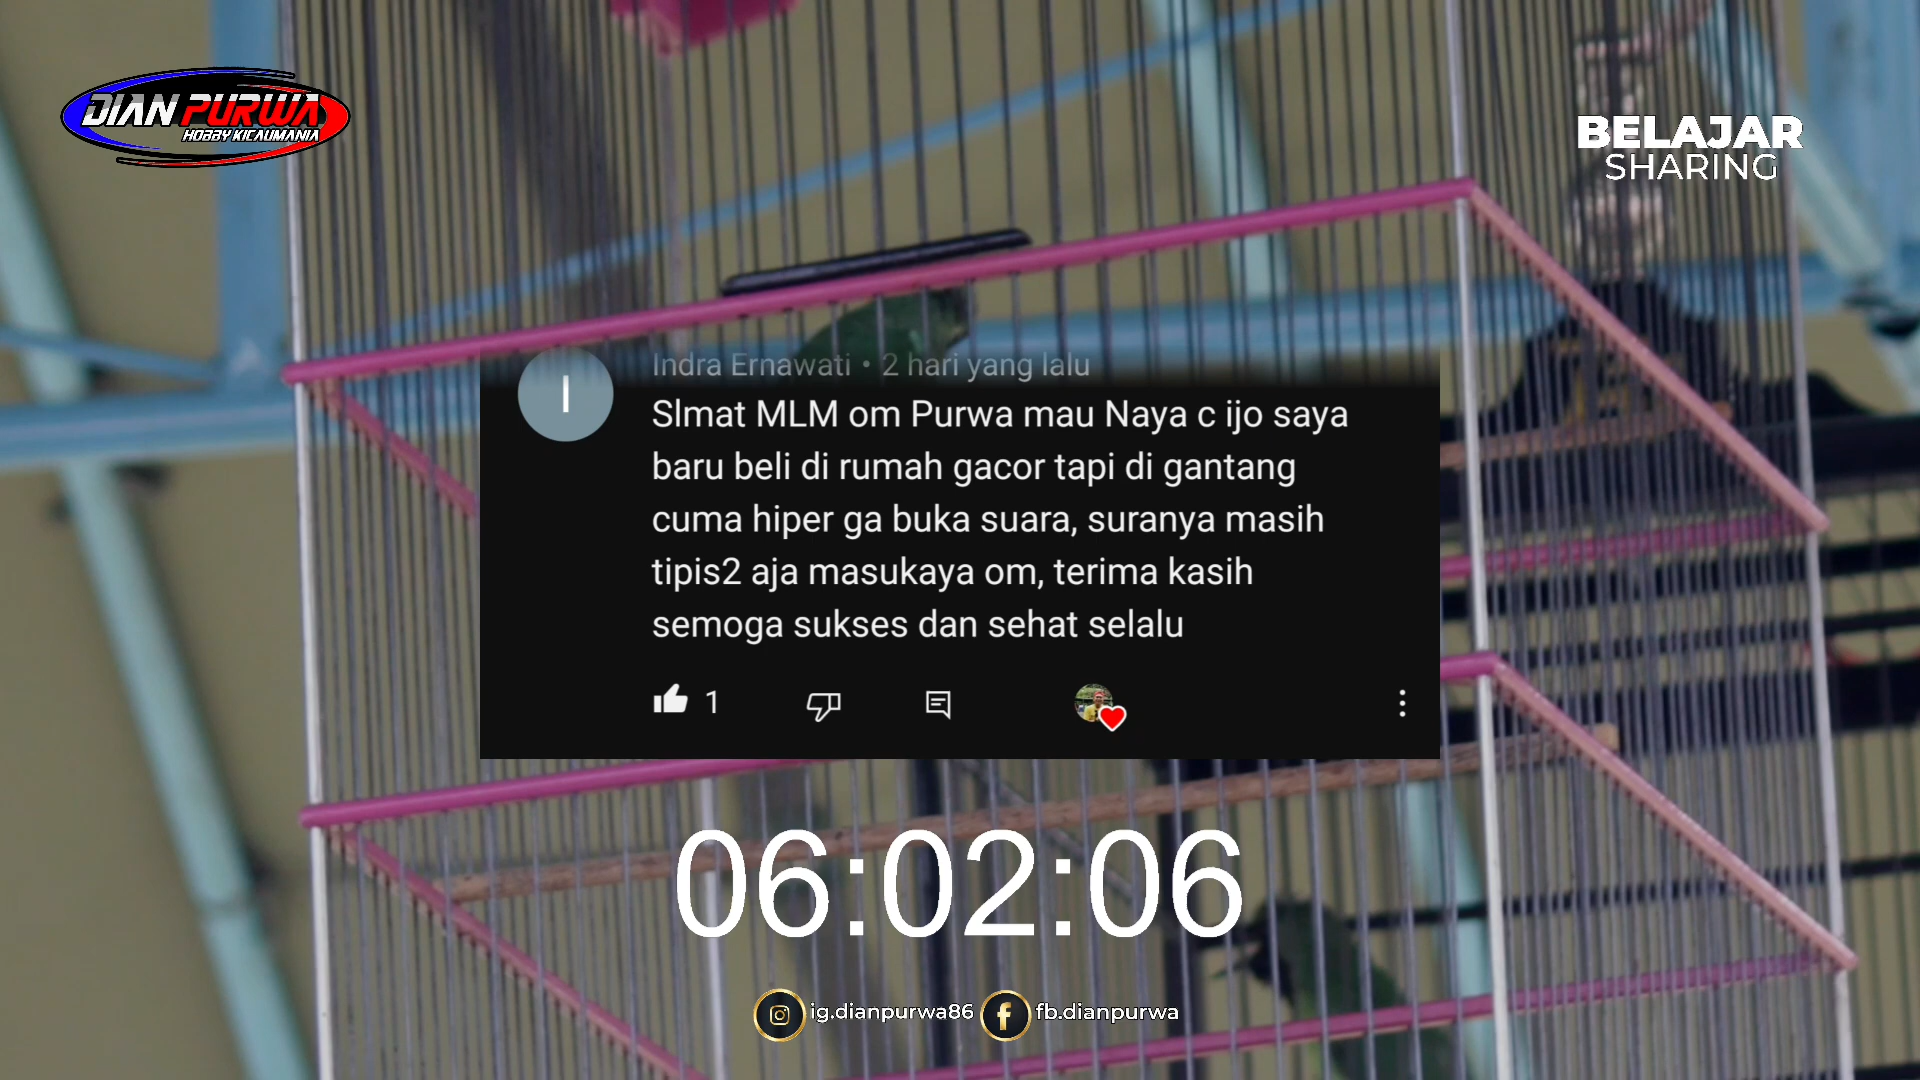 DIAN PURWA
HOBBY KICAUMANIA
BELAJAR
SHARING
I
Indra Ernawati • 2 hari yang lalu
Slmat MLM om Purwa mau Naya c ijo saya
baru beli di rumah gacor tapi di gantang
cuma hiper ga buka suara, suranya masih
tipis2 aja masukaya om, terima kasih
semoga sukses dan sehat selalu
1
06:02:06
ig.dianpurwa86 fb.dianpurwa